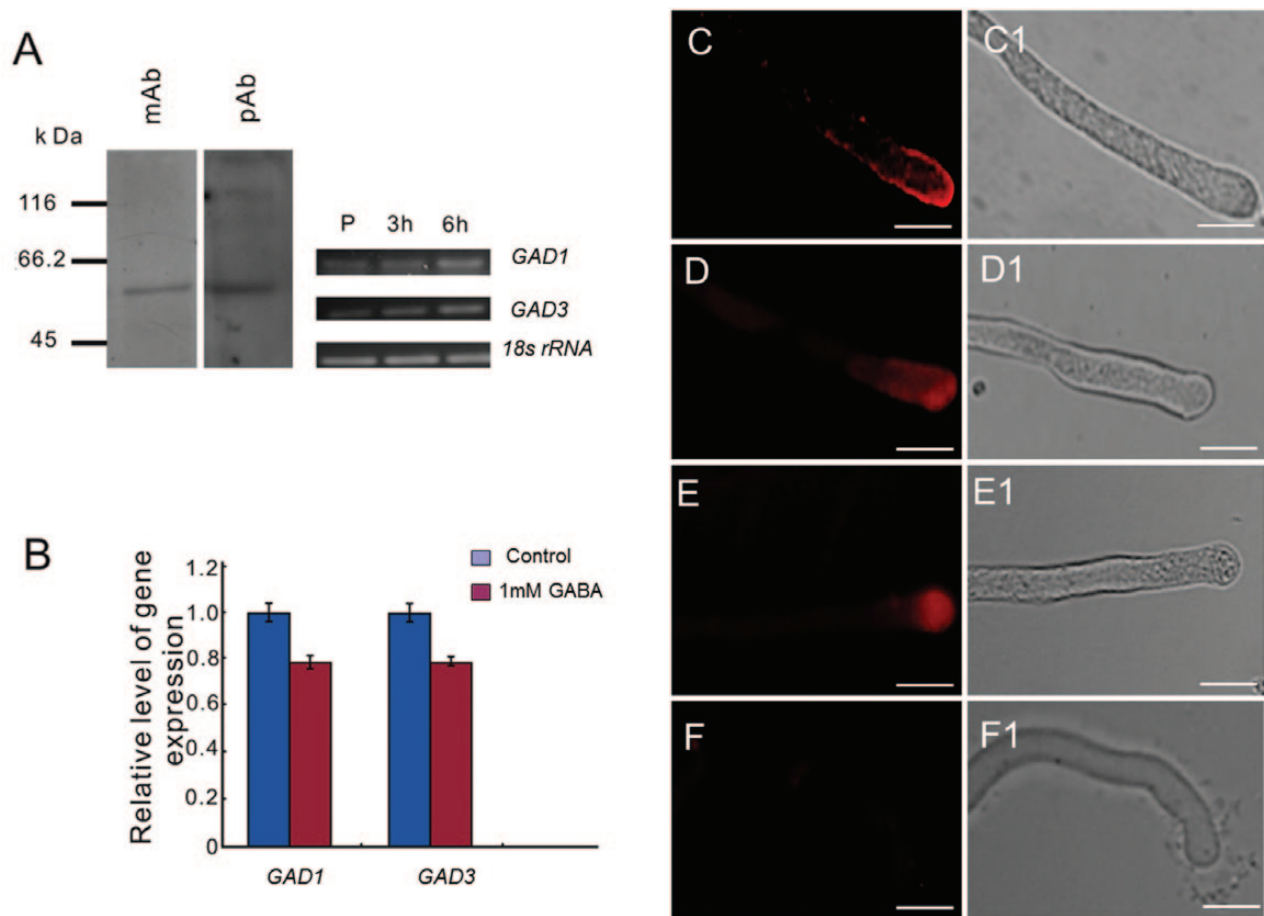 A
mAb
pAb
k Da
116
66.2
45
P 3h 6h
GAD1
GAD3
18s rRNA
B
Relative level of gene
expression
1.2
1.0
0.8
0.6
0.4
0.2
0
Control
1mM GABA
GAD1
GAD3
C
C1
D
D1
E
E1
F
F1